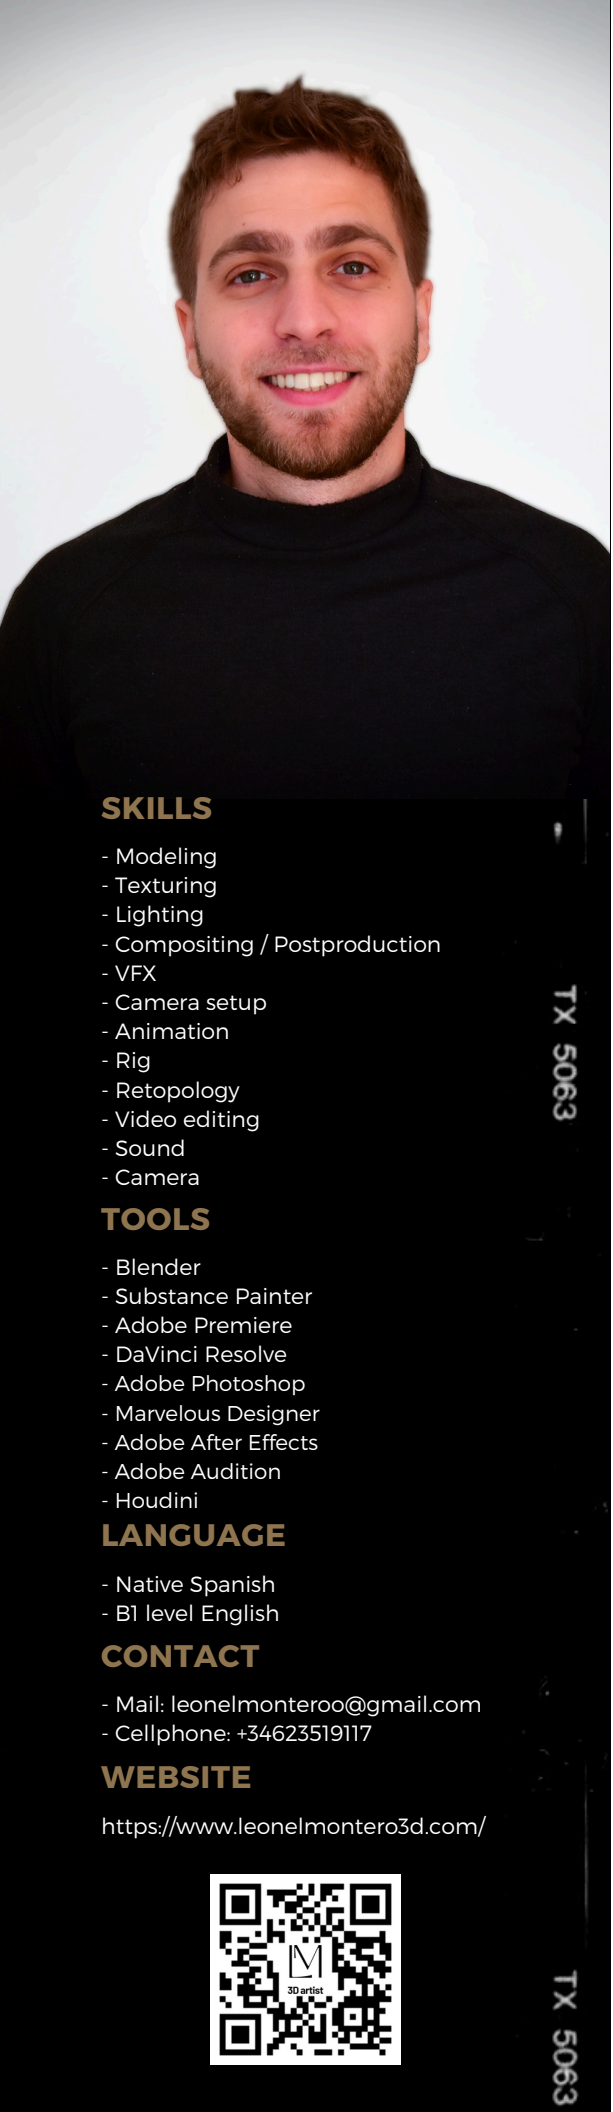 SKILLS
- Modeling
- Texturing
- Lighting
- Compositing / Postproduction
- VFX
- Camera setup
- Animation
- Rig
- Retopology
- Video editing
- Sound
- Camera
TX 5063
TOOLS
- Blender
- Substance Painter
- Adobe Premiere
- DaVinci Resolve
- Adobe Photoshop
- Marvelous Designer
- Adobe After Effects
- Adobe Audition
- Houdini
LANGUAGE
- Native Spanish
- B1 level English
CONTACT
- Mail: leonelmonteroo@gmail.com
- Cellphone: +34623519117
WEBSITE
https://www.leonelmontero3d.com/
LM
3D artist
TX 5063